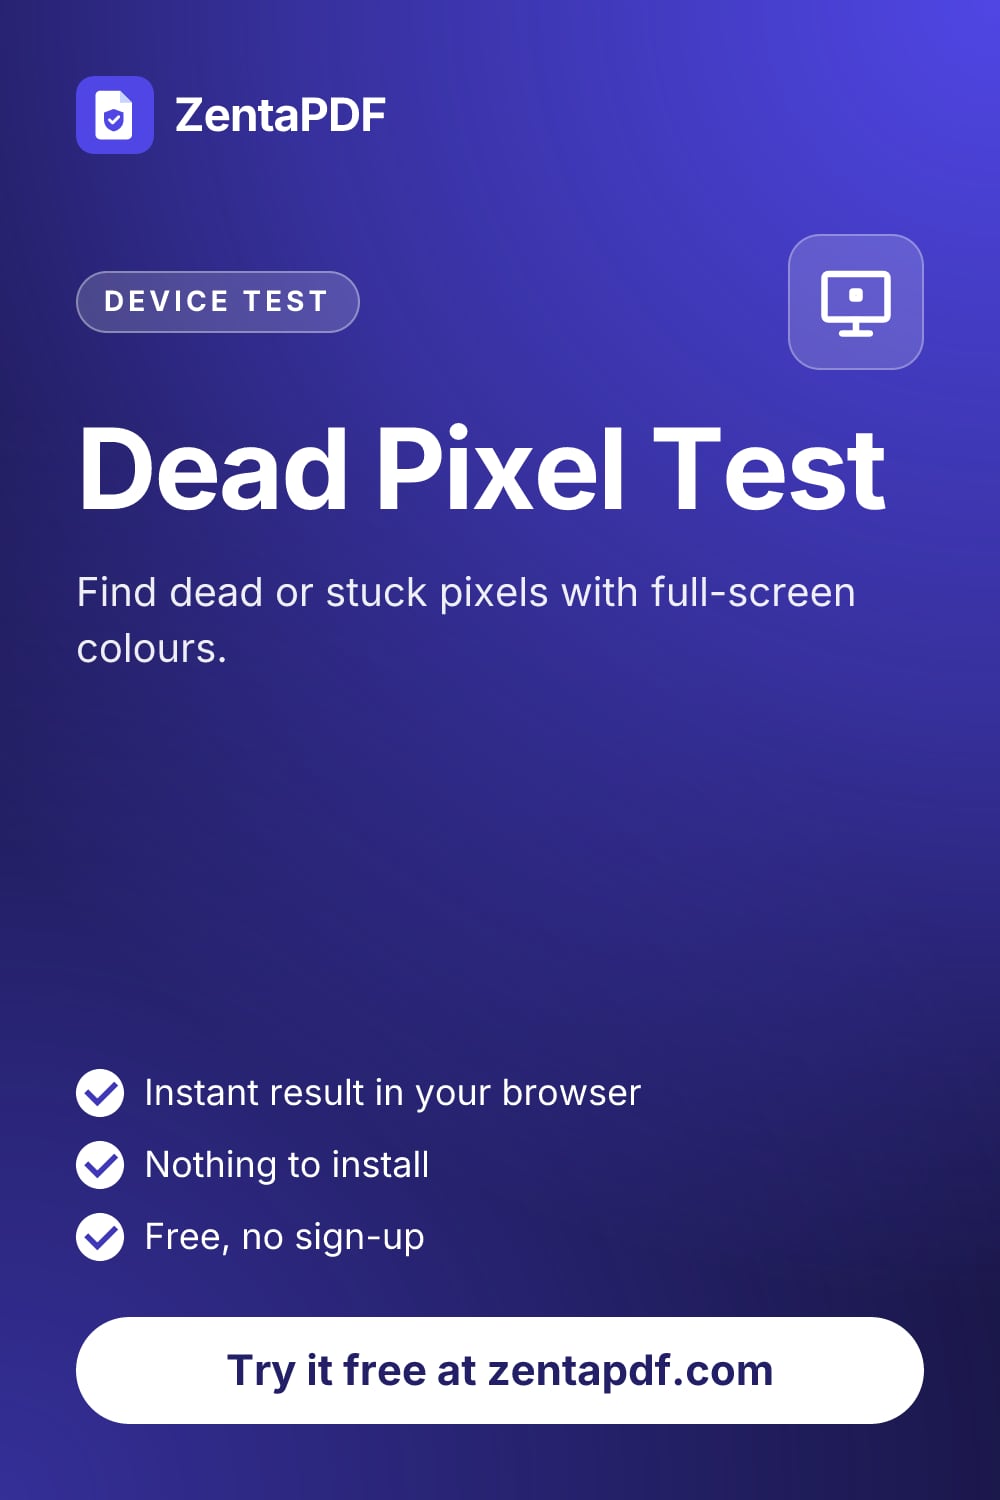 ZentaPDF
DEVICE TEST
Dead Pixel Test
Find dead or stuck pixels with full-screen
colours.
Instant result in your browser
Nothing to install
Free, no sign-up
Try it free at zentapdf.com